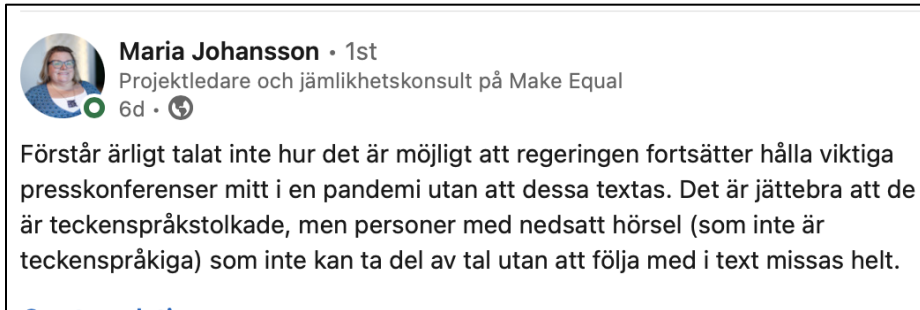 Maria Johansson • 1st
Projektledare och jämlikhetskonsult på Make Equal
6d •
Förstår ärligt talat inte hur det är möjligt att regeringen fortsätter hålla viktiga
presskonferenser mitt i en pandemi utan att dessa textas. Det är jättebra att de
är teckenspråkstolkade, men personer med nedsatt hörsel (som inte är
teckenspråkiga) som inte kan ta del av tal utan att följa med i text missas helt.